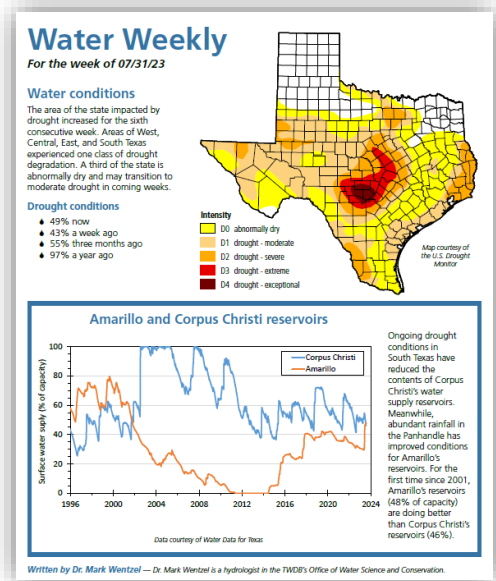 Water Weekly
For the week of 07/31/23
Water conditions
The area of the state impacted by
drought increased for the sixth
consecutive week. Areas of West,
Central, East, and South Texas
experienced one class of drought
degradation. A third of the state is
abnormally dry and may transition to
moderate drought in coming weeks.
Drought conditions
49% now
43% a week ago
55% three months ago
97% a year ago
Intensity
D0 abnormally dry
D1 drought - moderate
D2 drought - severe
D3 drought - extreme
D4 drought - exceptional
Map courtesy of
the U.S. Drought
Monitor
Amarillo and Corpus Christi reservoirs
Surface water suply (% of capacity)
100
80
60
40
20
0
1996
2000
2004
2008
2012
2016
2020
2024
Corpus Christi
Amarillo
Data courtesy of Water Data for Texas
Ongoing drought
conditions in
South Texas have
reduced the
contents of Corpus
Christi's water
supply reservoirs.
Meanwhile,
abundant rainfall in
the Panhandle has
improved conditions
for Amarillo's
reservoirs. For the
first time since 2001,
Amarillo's reservoirs
(48% of capacity)
are doing better
than Corpus Christi's
reservoirs (46%).
Written by Dr. Mark Wentzel — Dr. Mark Wentzel is a hydrologist in the TWDB's Office of Water Science and Conservation.